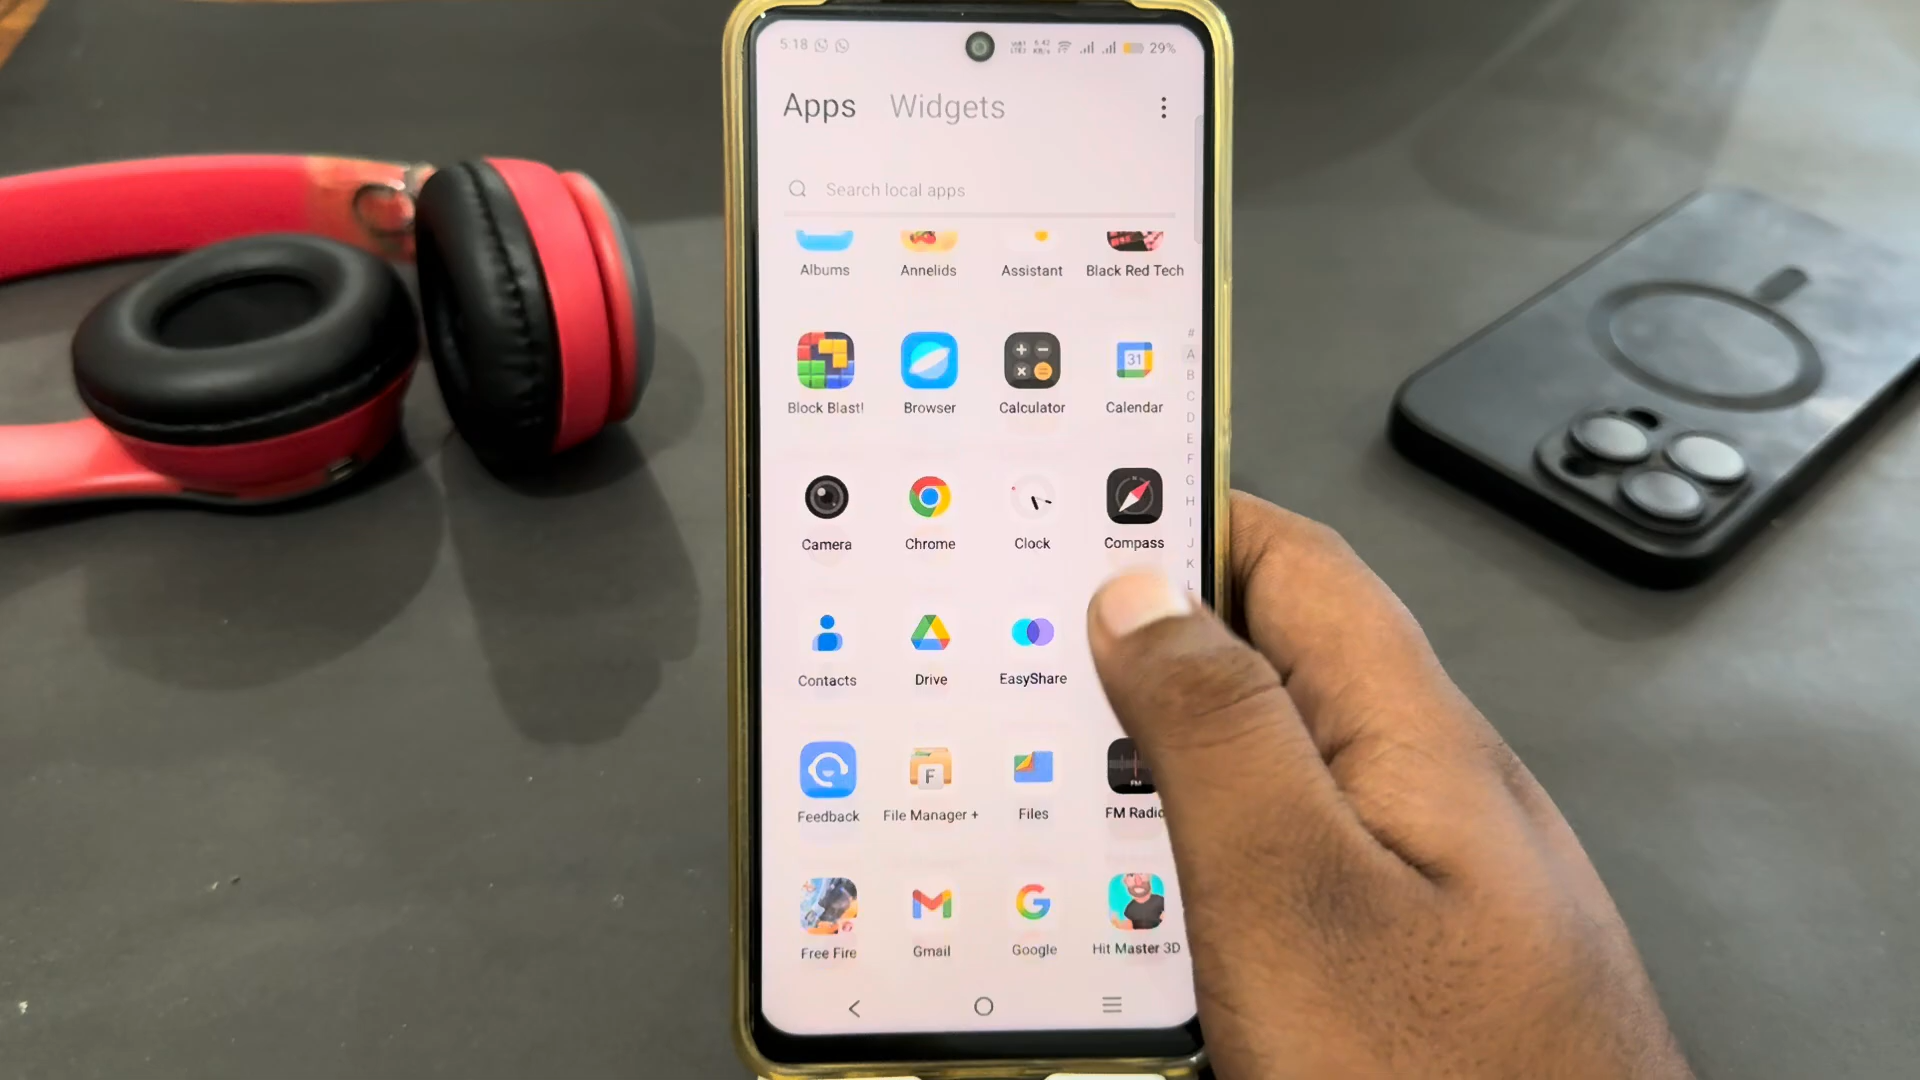 5:18 29%
Apps Widgets
Search local apps
Albums Annelids Assistant Black Red Tech
Block Blast! Browser Calculator Calendar
31
Camera Chrome Clock Compass
Contacts Drive EasyShare
F
FM
Feedback File Manager + Files FM Radio
Free Fire Gmail Google Hit Master 3D
#
A
B
C
D
E
F
G
H
I
J
K
L